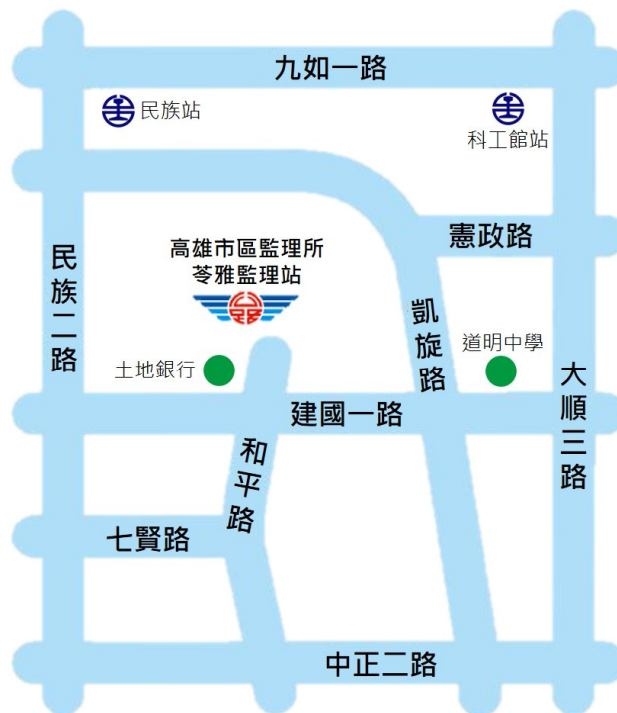 九如一路
民族站
科工館站
憲政路
民族二路
高雄市區監理所
苓雅監理站
凱旋路
土地銀行
道明中學
大順三路
建國一路
和平路
七賢路
中正二路